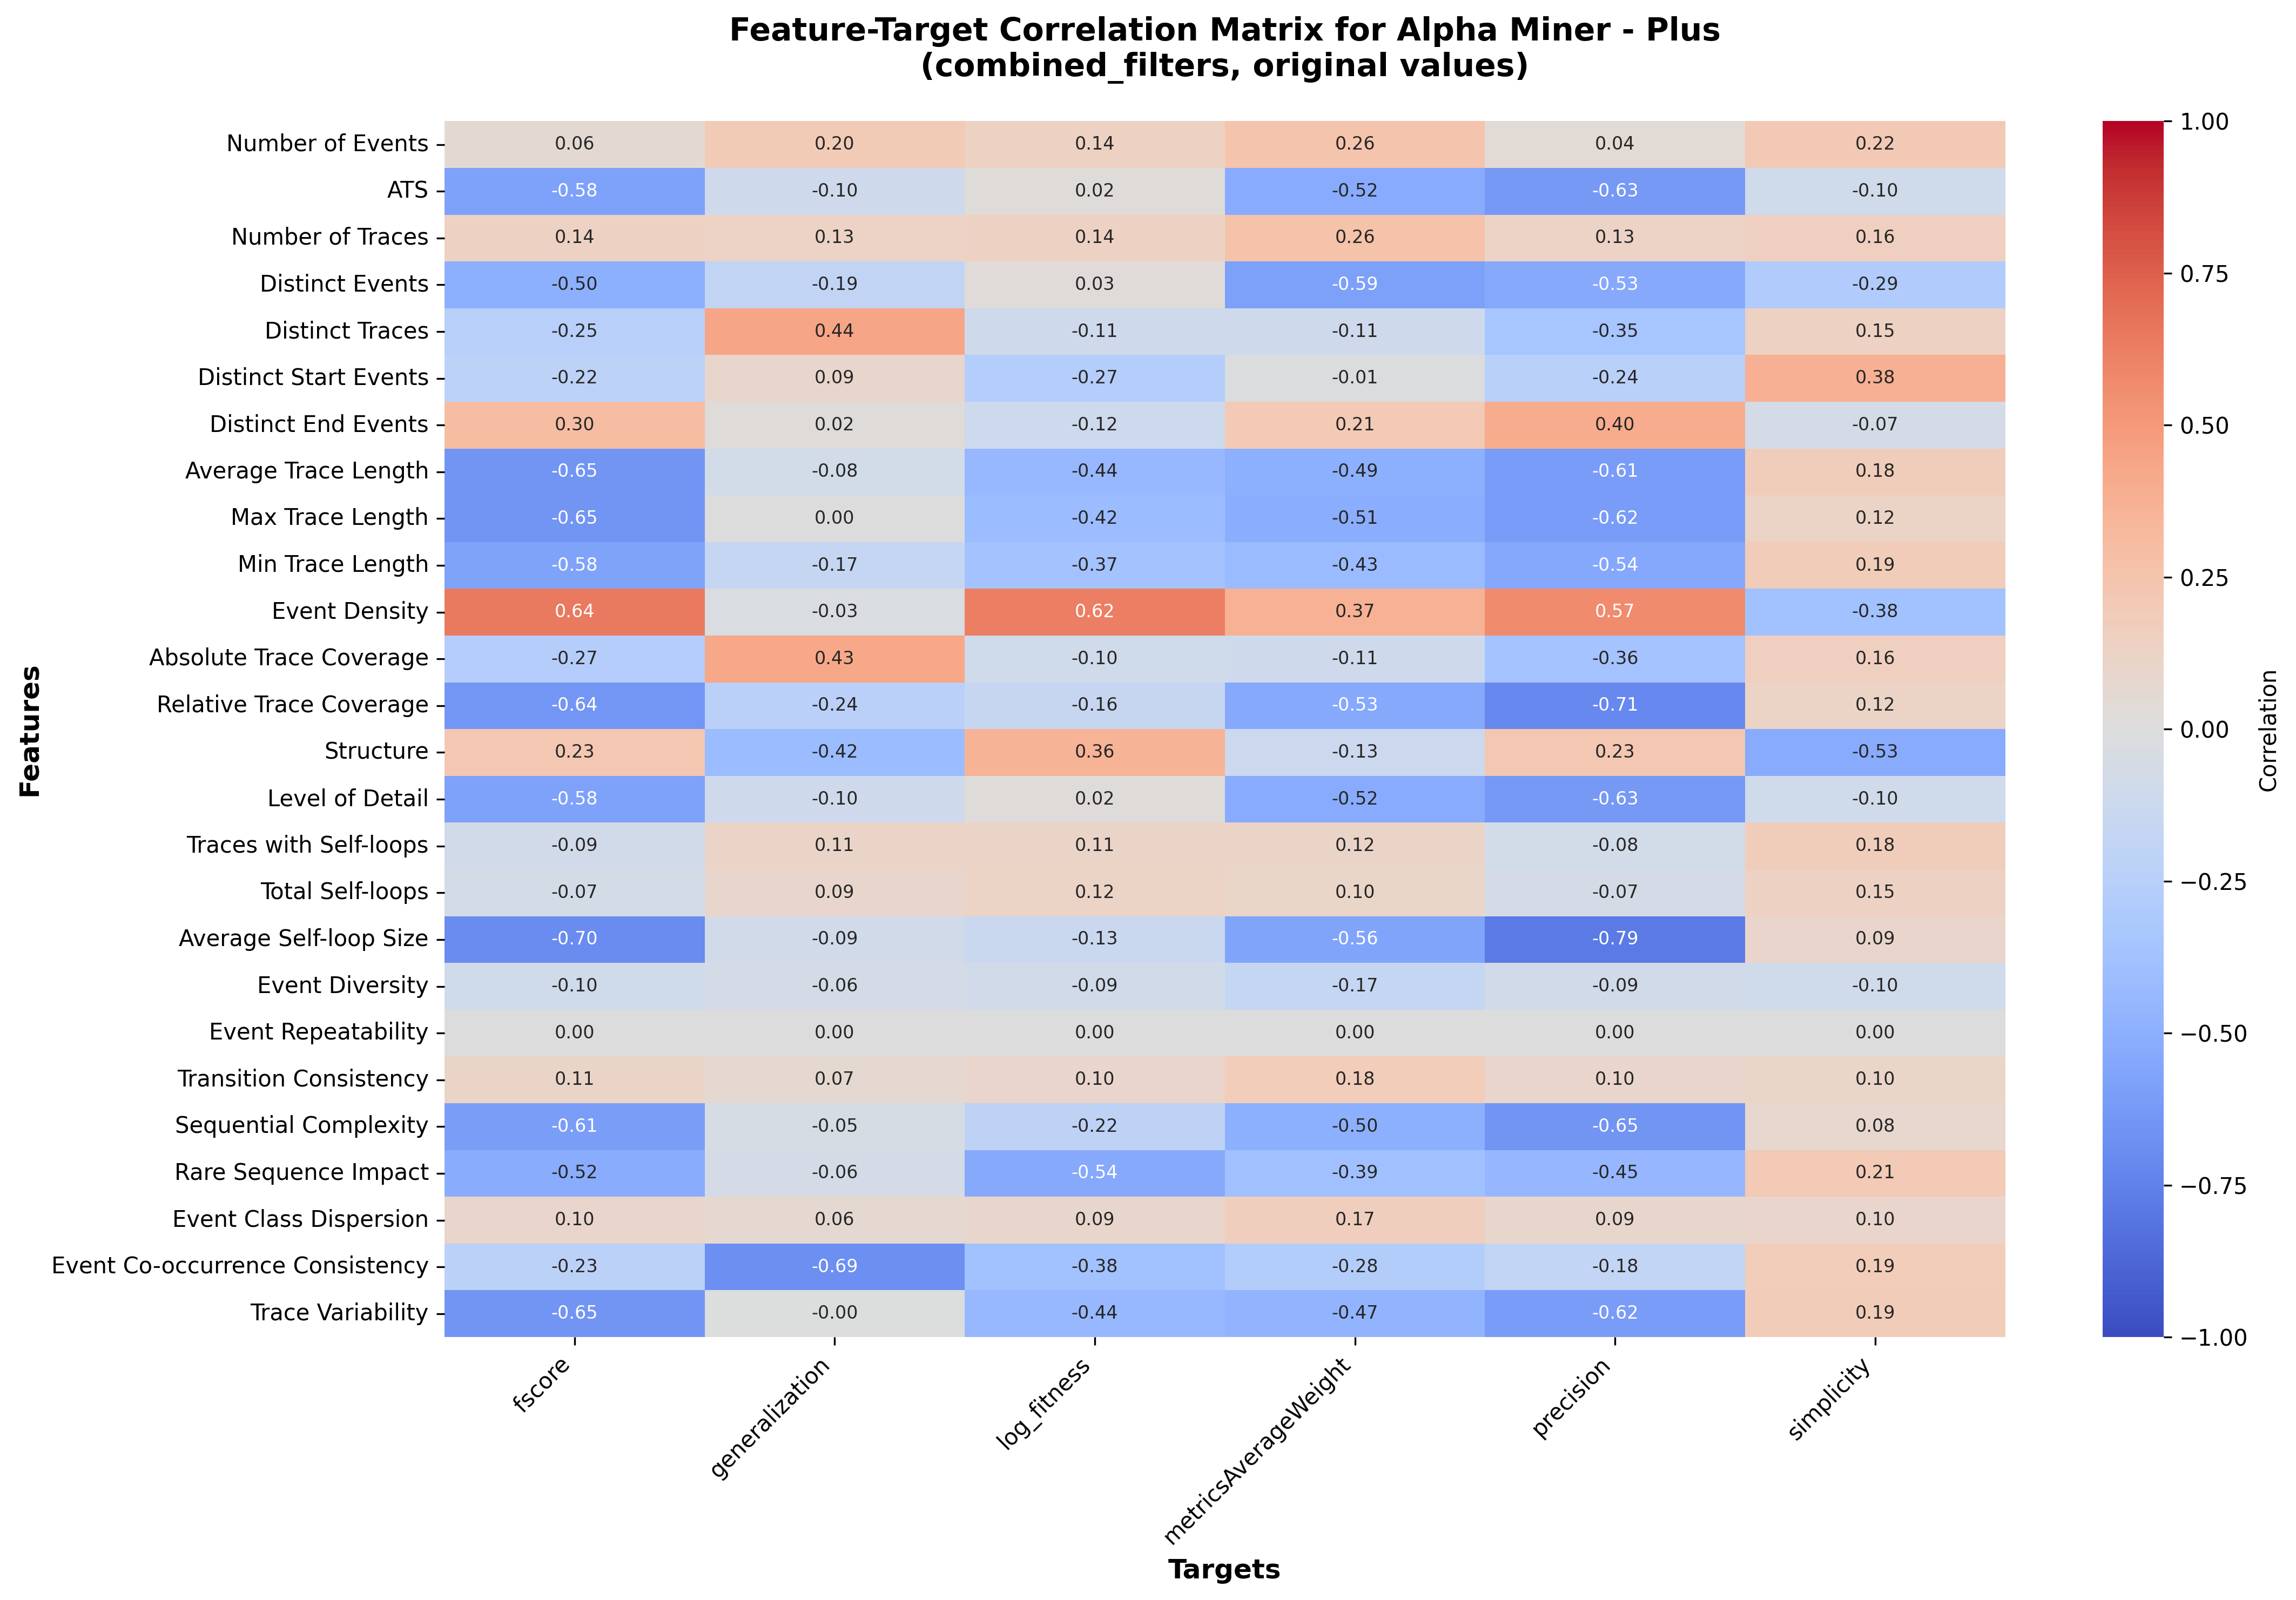 Feature-Target Correlation Matrix for Alpha Miner - Plus
(combined_filters, original values)
Features
Number of Events 0.06 0.20 0.14 0.26 0.04 0.22
ATS -0.58 -0.10 0.02 -0.52 -0.63 -0.10
Number of Traces 0.14 0.13 0.14 0.26 0.13 0.16
Distinct Events -0.50 -0.19 0.03 -0.59 -0.53 -0.29
Distinct Traces -0.25 0.44 -0.11 -0.11 -0.35 0.15
Distinct Start Events -0.22 0.09 -0.27 -0.01 -0.24 0.38
Distinct End Events 0.30 0.02 -0.12 0.21 0.40 -0.07
Average Trace Length -0.65 -0.08 -0.44 -0.49 -0.61 0.18
Max Trace Length -0.65 0.00 -0.42 -0.51 -0.62 0.12
Min Trace Length -0.58 -0.17 -0.37 -0.43 -0.54 0.19
Event Density 0.64 -0.03 0.62 0.37 0.57 -0.38
Absolute Trace Coverage -0.27 0.43 -0.10 -0.11 -0.36 0.16
Relative Trace Coverage -0.64 -0.24 -0.16 -0.53 -0.71 0.12
Structure 0.23 -0.42 0.36 -0.13 0.23 -0.53
Level of Detail -0.58 -0.10 0.02 -0.52 -0.63 -0.10
Traces with Self-loops -0.09 0.11 0.11 0.12 -0.08 0.18
Total Self-loops -0.07 0.09 0.12 0.10 -0.07 0.15
Average Self-loop Size -0.70 -0.09 -0.13 -0.56 -0.79 0.09
Event Diversity -0.10 -0.06 -0.09 -0.17 -0.09 -0.10
Event Repeatability 0.00 0.00 0.00 0.00 0.00 0.00
Transition Consistency 0.11 0.07 0.10 0.18 0.10 0.10
Sequential Complexity -0.61 -0.05 -0.22 -0.50 -0.65 0.08
Rare Sequence Impact -0.52 -0.06 -0.54 -0.39 -0.45 0.21
Event Class Dispersion 0.10 0.06 0.09 0.17 0.09 0.10
Event Co-occurrence Consistency -0.23 -0.69 -0.38 -0.28 -0.18 0.19
Trace Variability -0.65 -0.00 -0.44 -0.47 -0.62 0.19
fscore generalization log_fitness metricsAverageWeight precision simplicity
Targets
1.00
0.75
0.50
0.25
0.00
−0.25
−0.50
−0.75
−1.00
Correlation